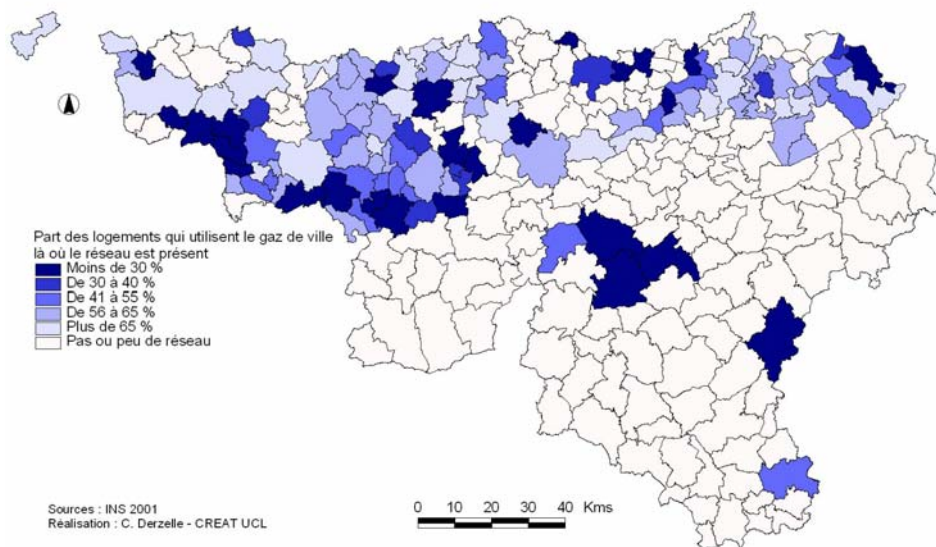 Part des logements qui utilisent le gaz de ville
là où le réseau est présent
Moins de 30 %
De 30 à 40 %
De 41 à 55 %
De 56 à 65 %
Plus de 65 %
Pas ou peu de réseau
Sources : INS 2001
Réalisation : C. Derzelle - CREAT UCL
0 10 20 30 40 Kms